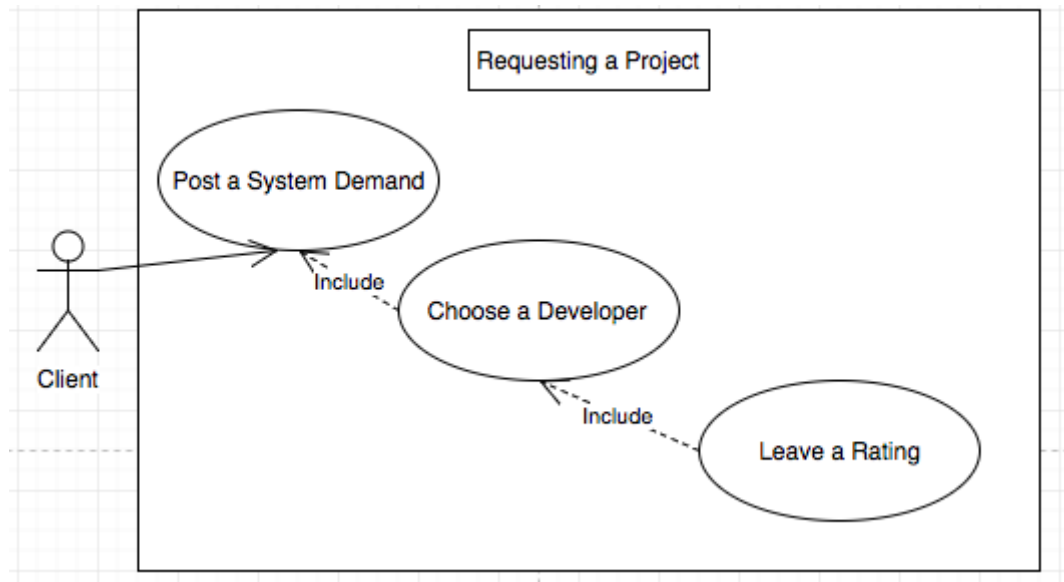 Requesting a Project
Post a System Demand
Include
Choose a Developer
Client
Include
Leave a Rating